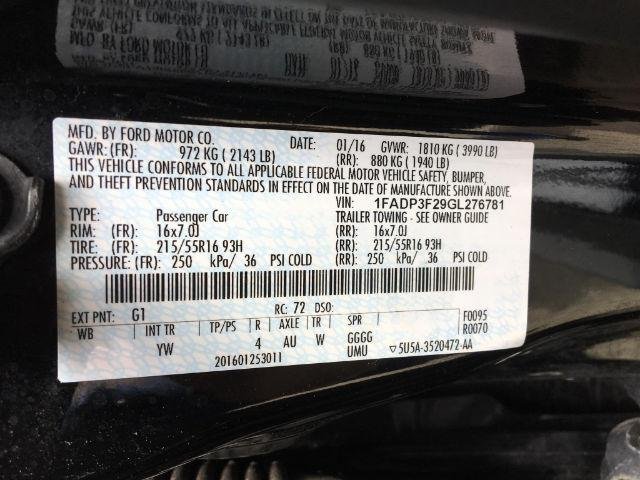 MFD. BY FORD MOTOR CO. DATE: 01/16 GVWR: 1810 KG ( 3990 LB)
GAWR: (FR): 972 KG ( 2143 LB) (RR): 880 KG ( 1940 LB)
THIS VEHICLE CONFORMS TO ALL APPLICABLE FEDERAL MOTOR VEHICLE SAFETY, BUMPER,
AND THEFT PREVENTION STANDARDS IN EFFECT ON THE DATE OF MANUFACTURE SHOWN ABOVE.
VIN: 1FADP3F29GL276781
TYPE: Passenger Car TRAILER TOWING - SEE OWNER GUIDE
RIM: (FR): 16x7.0J (RR): 16x7.0J
TIRE: (FR): 215/55R16 93H (RR): 215/55R16 93H
PRESSURE: (FR): 250 kPa/ 36 PSI COLD (RR): 250 kPa/ 36 PSI COLD
EXT PNT: G1 RC: 72 DSO: F0095
WB INT TR TP/PS R AXLE TR SPR R0070
YW 4 AU W GGGG
201601253011 UMU ▽5U5A-3520472-AA